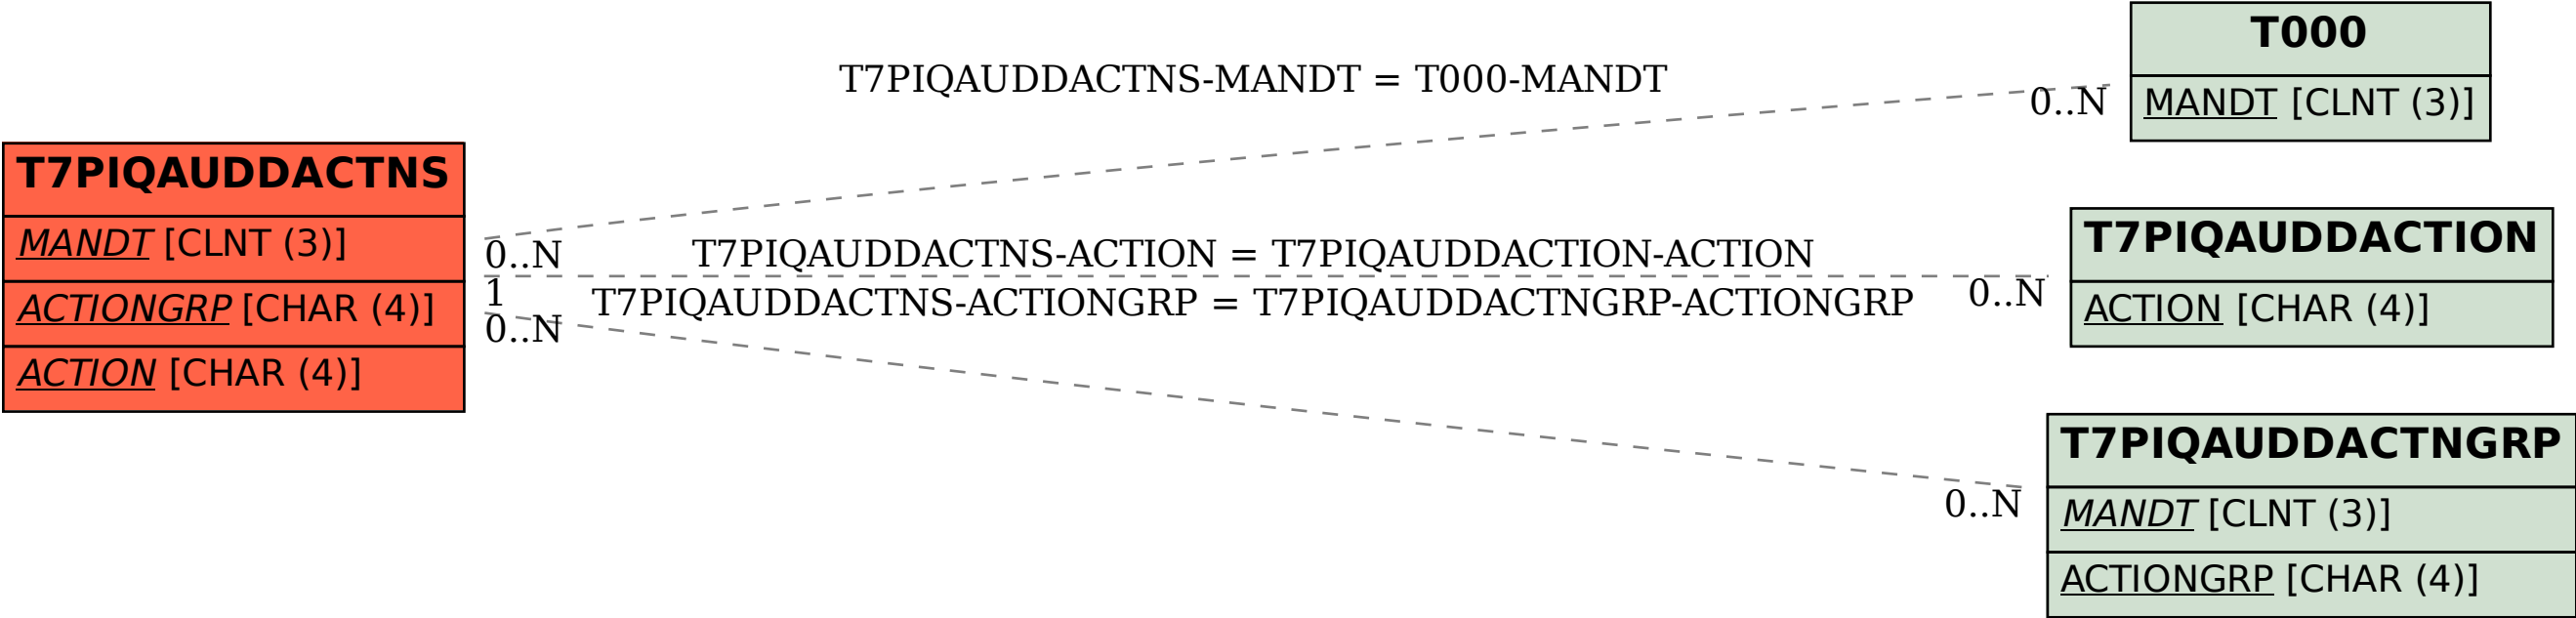 T7PIQAUDDACTNS
MANDT [CLNT (3)]
ACTIONGRP [CHAR (4)]
ACTION [CHAR (4)]
T7PIQAUDDACTNS-MANDT = T000-MANDT
0..N
0..N
T7PIQAUDDACTNS-ACTION = T7PIQAUDDACTION-ACTION
1
0..N
T7PIQAUDDACTNS-ACTIONGRP = T7PIQAUDDACTNGRP-ACTIONGRP
0..N
0..N
T000
MANDT [CLNT (3)]
T7PIQAUDDACTION
ACTION [CHAR (4)]
T7PIQAUDDACTNGRP
MANDT [CLNT (3)]
ACTIONGRP [CHAR (4)]